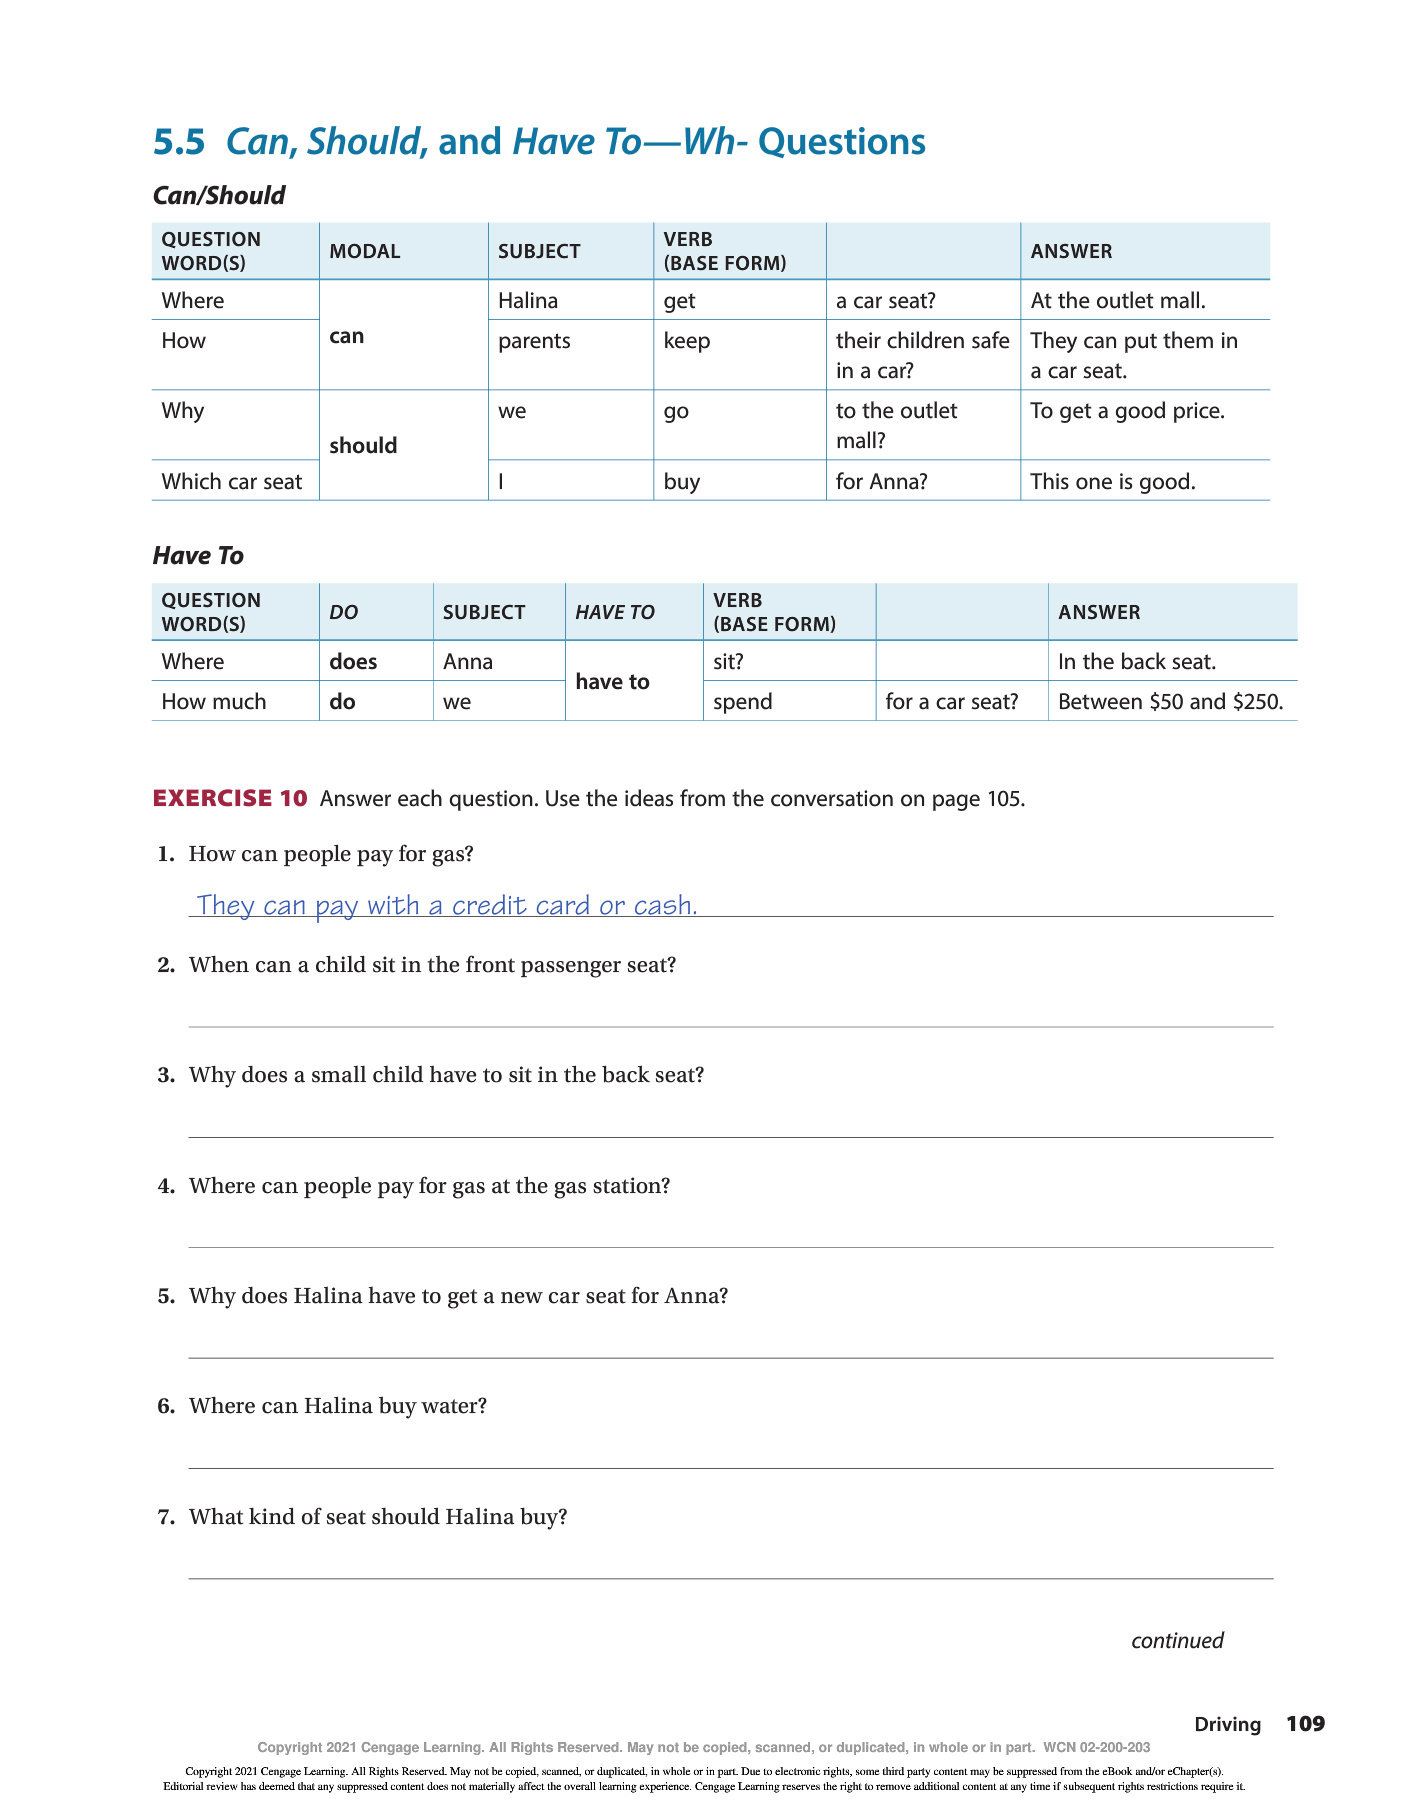 5.5 Can, Should, and Have To—Wh- Questions
Can/Should
QUESTION WORD(S) MODAL SUBJECT VERB (BASE FORM) ANSWER
Where can Halina get a car seat? At the outlet mall.
How parents keep their children safe in a car? They can put them in a car seat.
Why should we go to the outlet mall? To get a good price.
Which car seat I buy for Anna? This one is good.
Have To
QUESTION WORD(S) DO SUBJECT HAVE TO VERB (BASE FORM) ANSWER
Where does Anna have to sit? In the back seat.
How much do we spend for a car seat? Between $50 and $250.
EXERCISE 10 Answer each question. Use the ideas from the conversation on page 105.
1. How can people pay for gas?
They can pay with a credit card or cash.
2. When can a child sit in the front passenger seat?
3. Why does a small child have to sit in the back seat?
4. Where can people pay for gas at the gas station?
5. Why does Halina have to get a new car seat for Anna?
6. Where can Halina buy water?
7. What kind of seat should Halina buy?
continued
Driving 109
Copyright 2021 Cengage Learning. All Rights Reserved. May not be copied, scanned, or duplicated, in whole or in part. WCN 02-200-203
Copyright 2021 Cengage Learning. All Rights Reserved. May not be copied, scanned, or duplicated, in whole or in part. Due to electronic rights, some third party content may be suppressed from the eBook and/or eChapter(s).
Editorial review has deemed that any suppressed content does not materially affect the overall learning experience. Cengage Learning reserves the right to remove additional content at any time if subsequent rights restrictions require it.